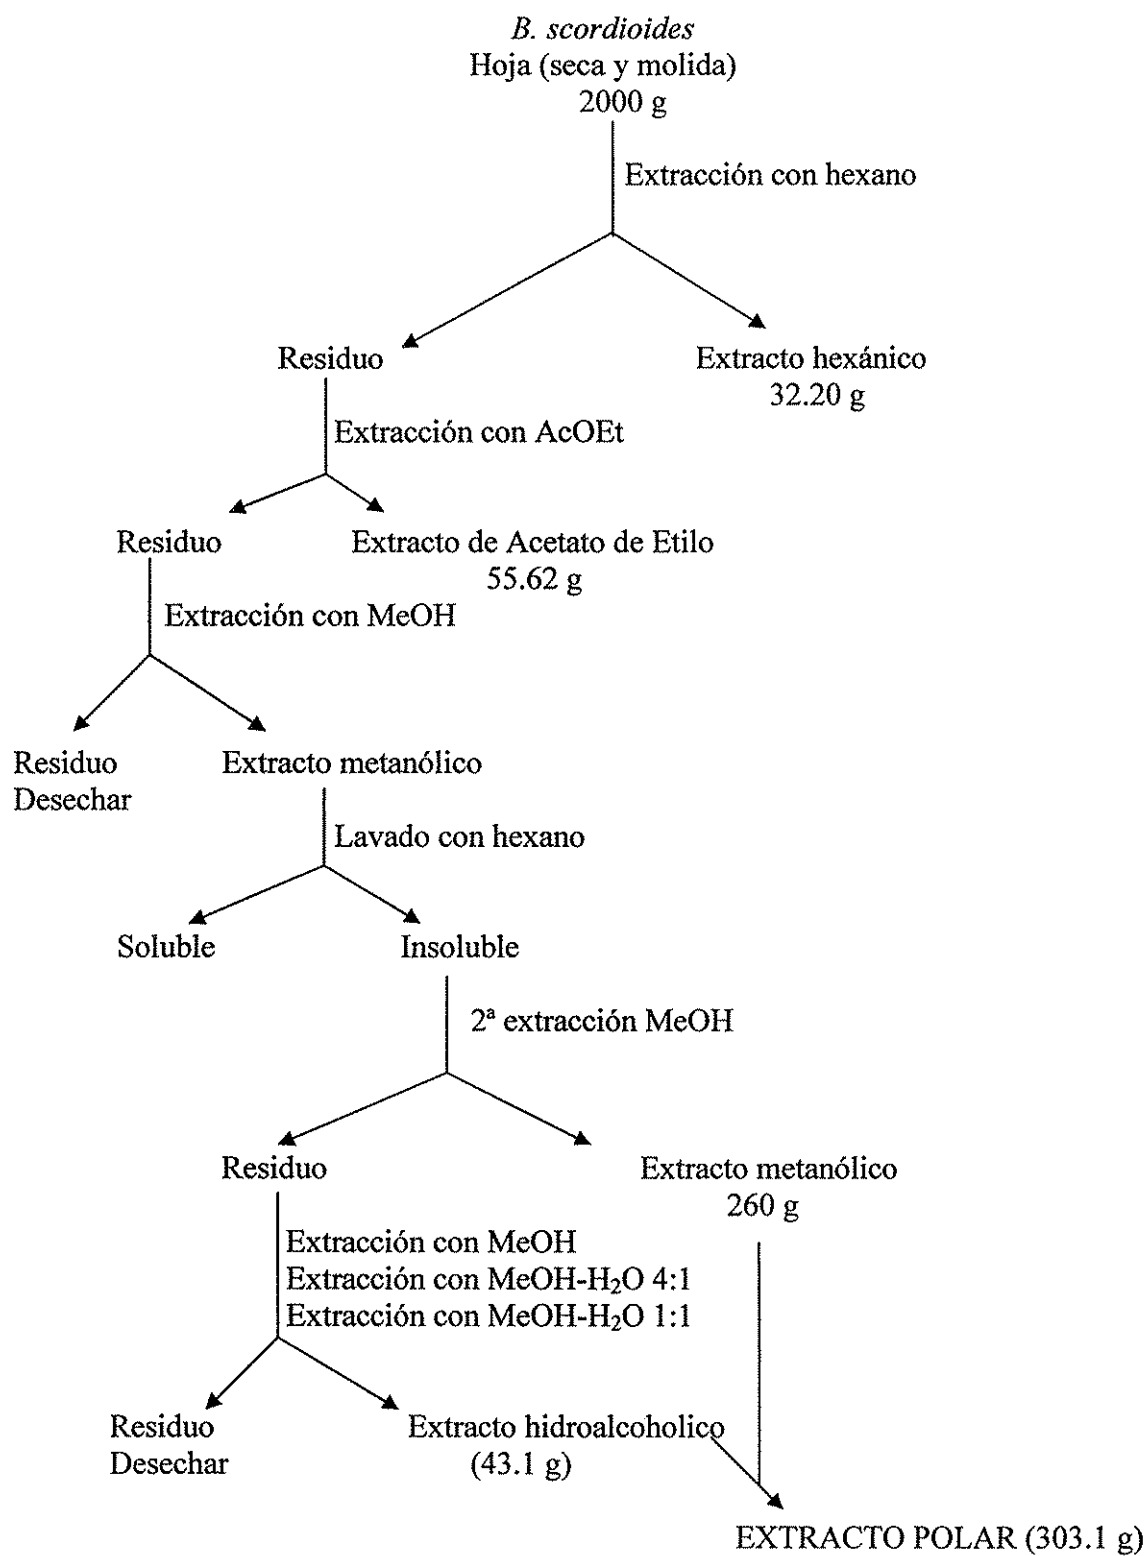 B. scordioides
Hoja (seca y molida)
2000 g
Extracción con hexano
Residuo
Extracto hexánico
32.20 g
Extracción con AcOEt
Residuo
Extracto de Acetato de Etilo
55.62 g
Extracción con MeOH
Residuo
Desechar
Extracto metanólico
Lavado con hexano
Soluble
Insoluble
2ª extracción MeOH
Residuo
Extracto metanólico
260 g
Extracción con MeOH
Extracción con MeOH-H₂O 4:1
Extracción con MeOH-H₂O 1:1
Residuo
Desechar
Extracto hidroalcoholico
(43.1 g)
EXTRACTO POLAR (303.1 g)